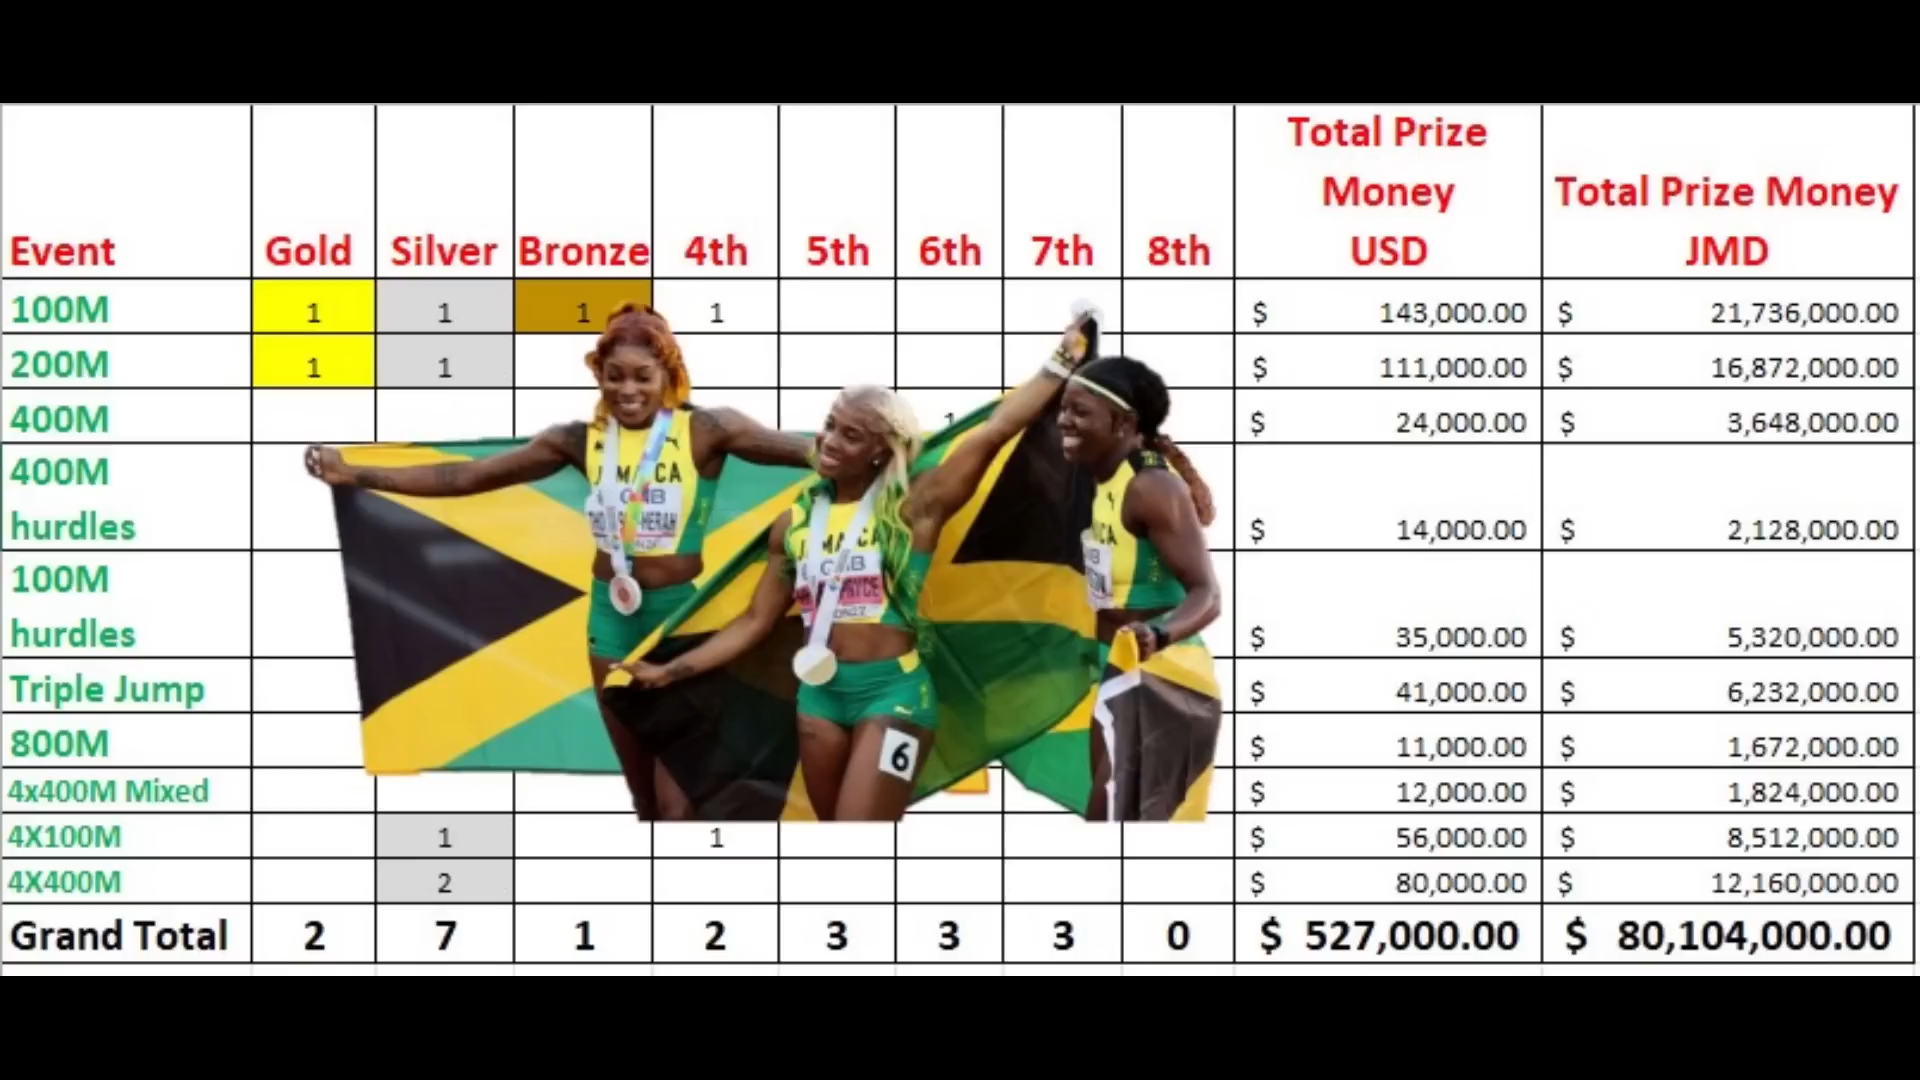 Event Gold Silver Bronze 4th 5th 6th 7th 8th Total Prize Money USD Total Prize Money JMD
100M 1 1 1 1 $ 143,000.00 $ 21,736,000.00
200M 1 1 $ 111,000.00 $ 16,872,000.00
400M 1 $ 24,000.00 $ 3,648,000.00
400M hurdles $ 14,000.00 $ 2,128,000.00
100M hurdles $ 35,000.00 $ 5,320,000.00
Triple Jump $ 41,000.00 $ 6,232,000.00
800M $ 11,000.00 $ 1,672,000.00
4x400M Mixed $ 12,000.00 $ 1,824,000.00
4X100M 1 1 $ 56,000.00 $ 8,512,000.00
4X400M 2 $ 80,000.00 $ 12,160,000.00
Grand Total 2 7 1 2 3 3 3 0 $ 527,000.00 $ 80,104,000.00
JAMAICA
JAMAICA
6